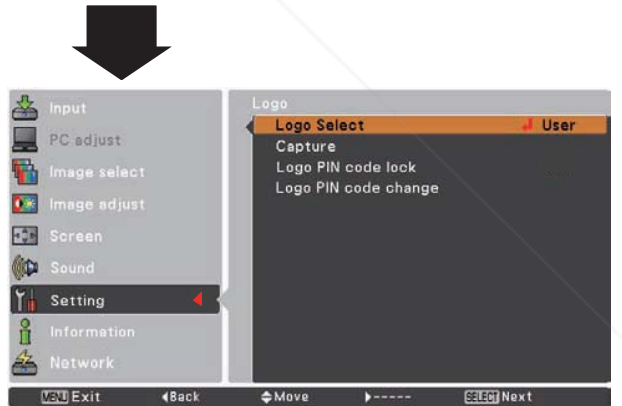 Input
PC adjust
Image select
Image adjust
Screen
Sound
Setting
Information
Network
Logo
Logo Select User
Capture
Logo PIN code lock
Logo PIN code change
MENU Exit Back Move ----- SELECT Next